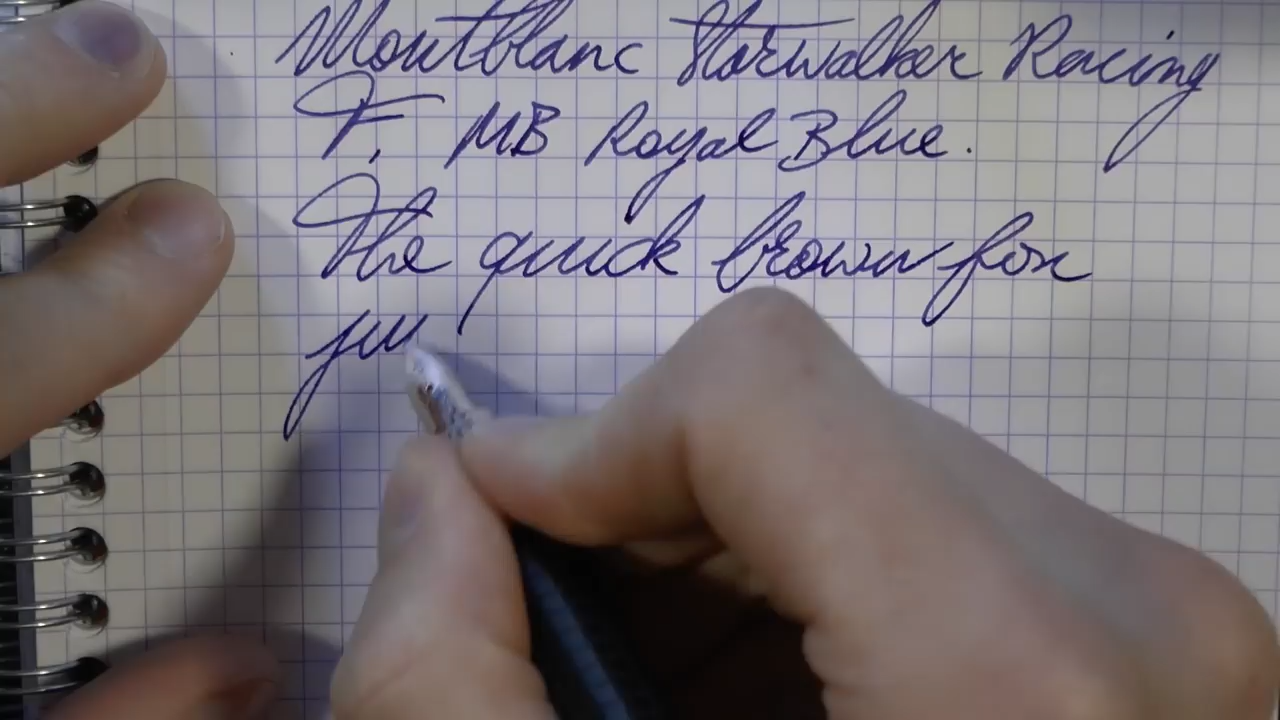 Montblanc Starwalker Racing
F, MB Royal Blue.
The quick brown fox
ju